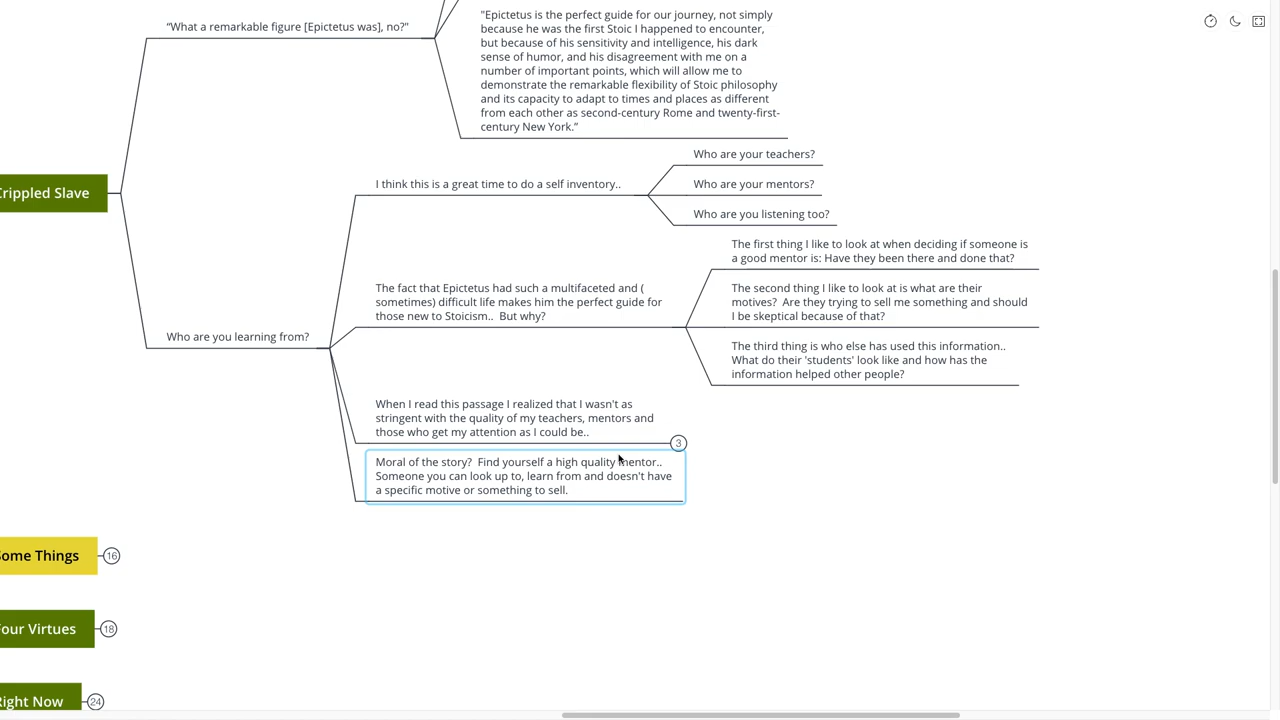 "What a remarkable figure [Epictetus was], no?"
"Epictetus is the perfect guide for our journey, not simply
because he was the first Stoic I happened to encounter,
but because of his sensitivity and intelligence, his dark
sense of humor, and his disagreement with me on a
number of important points, which will allow me to
demonstrate the remarkable flexibility of Stoic philosophy
and its capacity to adapt to times and places as different
from each other as second-century Rome and twenty-first-
century New York."
Crippled Slave
Who are you learning from?
I think this is a great time to do a self inventory..
Who are your teachers?
Who are your mentors?
Who are you listening too?
The fact that Epictetus had such a multifaceted and (
sometimes) difficult life makes him the perfect guide for
those new to Stoicism..  But why?
The first thing I like to look at when deciding if someone is
a good mentor is: Have they been there and done that?
The second thing I like to look at is what are their
motives?  Are they trying to sell me something and should
I be skeptical because of that?
The third thing is who else has used this information..
What do their 'students' look like and how has the
information helped other people?
When I read this passage I realized that I wasn't as
stringent with the quality of my teachers, mentors and
those who get my attention as I could be..
3
Moral of the story?  Find yourself a high quality mentor..
Someone you can look up to, learn from and doesn't have
a specific motive or something to sell.
Some Things
16
Four Virtues
18
Right Now
24